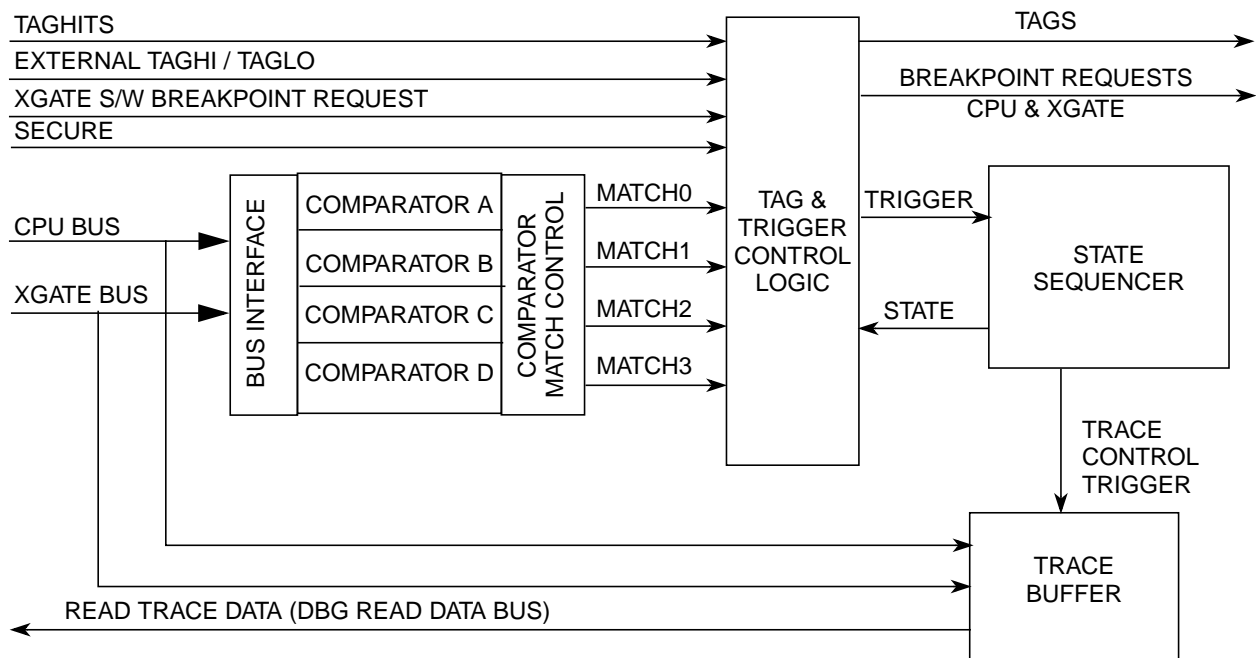 TAGHITS
TAGS
EXTERNAL TAGHI / TAGLO
BREAKPOINT REQUESTS
CPU & XGATE
XGATE S/W BREAKPOINT REQUEST
SECURE
CPU BUS
XGATE BUS
BUS INTERFACE
COMPARATOR A
COMPARATOR B
COMPARATOR C
COMPARATOR D
COMPARATOR
MATCH CONTROL
MATCH0
MATCH1
MATCH2
MATCH3
TAG &
TRIGGER
CONTROL
LOGIC
TRIGGER
STATE
STATE
SEQUENCER
TRACE
CONTROL
TRIGGER
TRACE
BUFFER
READ TRACE DATA (DBG READ DATA BUS)